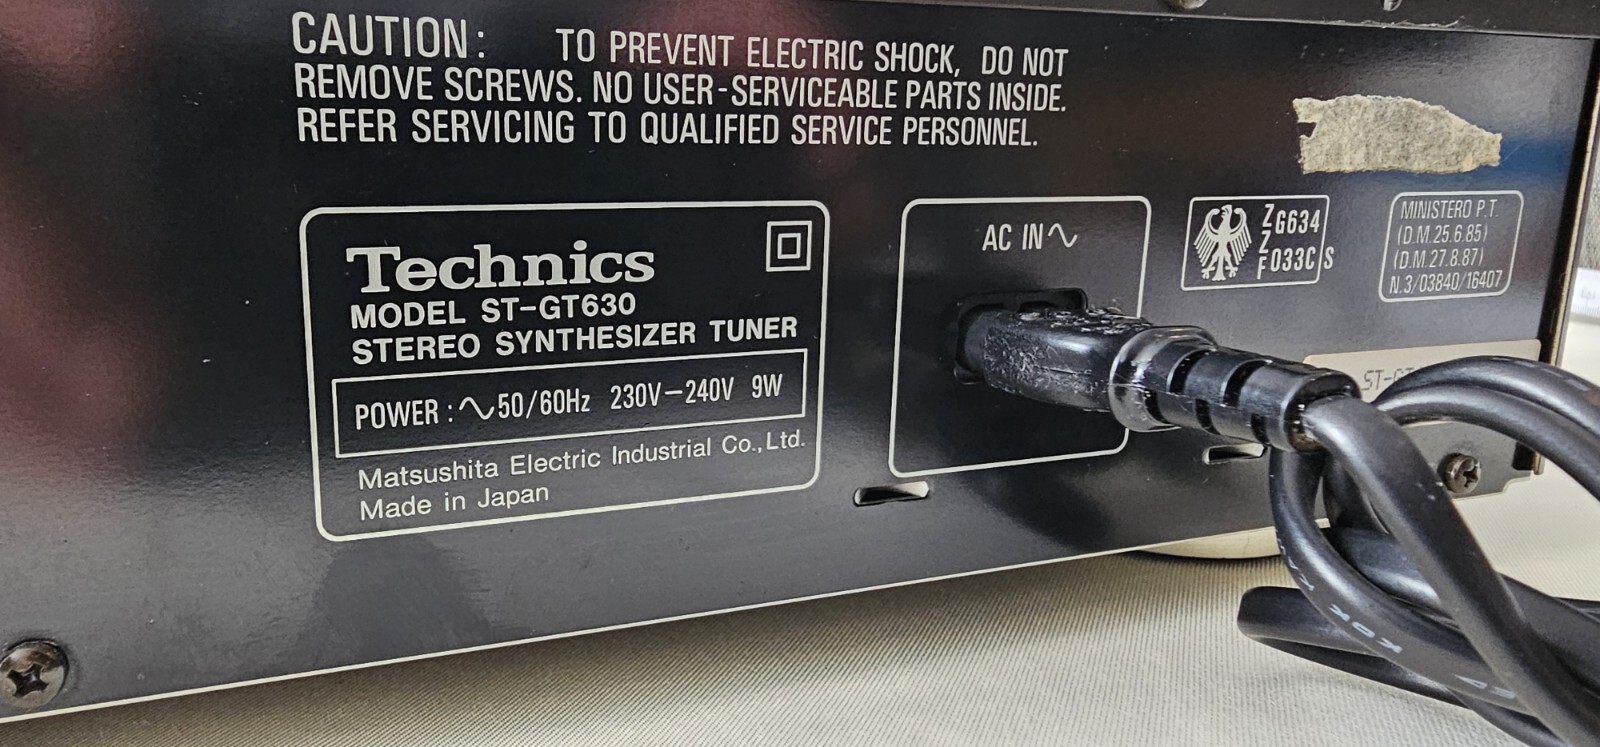 CAUTION: TO PREVENT ELECTRIC SHOCK, DO NOT
REMOVE SCREWS. NO USER-SERVICEABLE PARTS INSIDE.
REFER SERVICING TO QUALIFIED SERVICE PERSONNEL.
Technics
MODEL ST-GT630
STEREO SYNTHESIZER TUNER
POWER: ∿50/60Hz 230V-240V 9W
Matsushita Electric Industrial Co., Ltd.
Made in Japan
AC IN∿
Z G634
Z
F 033C/S
MINISTERO P.T.
(D.M.25.6.85)
(D.M.27.8.87)
N.3/03840/16407
KDK